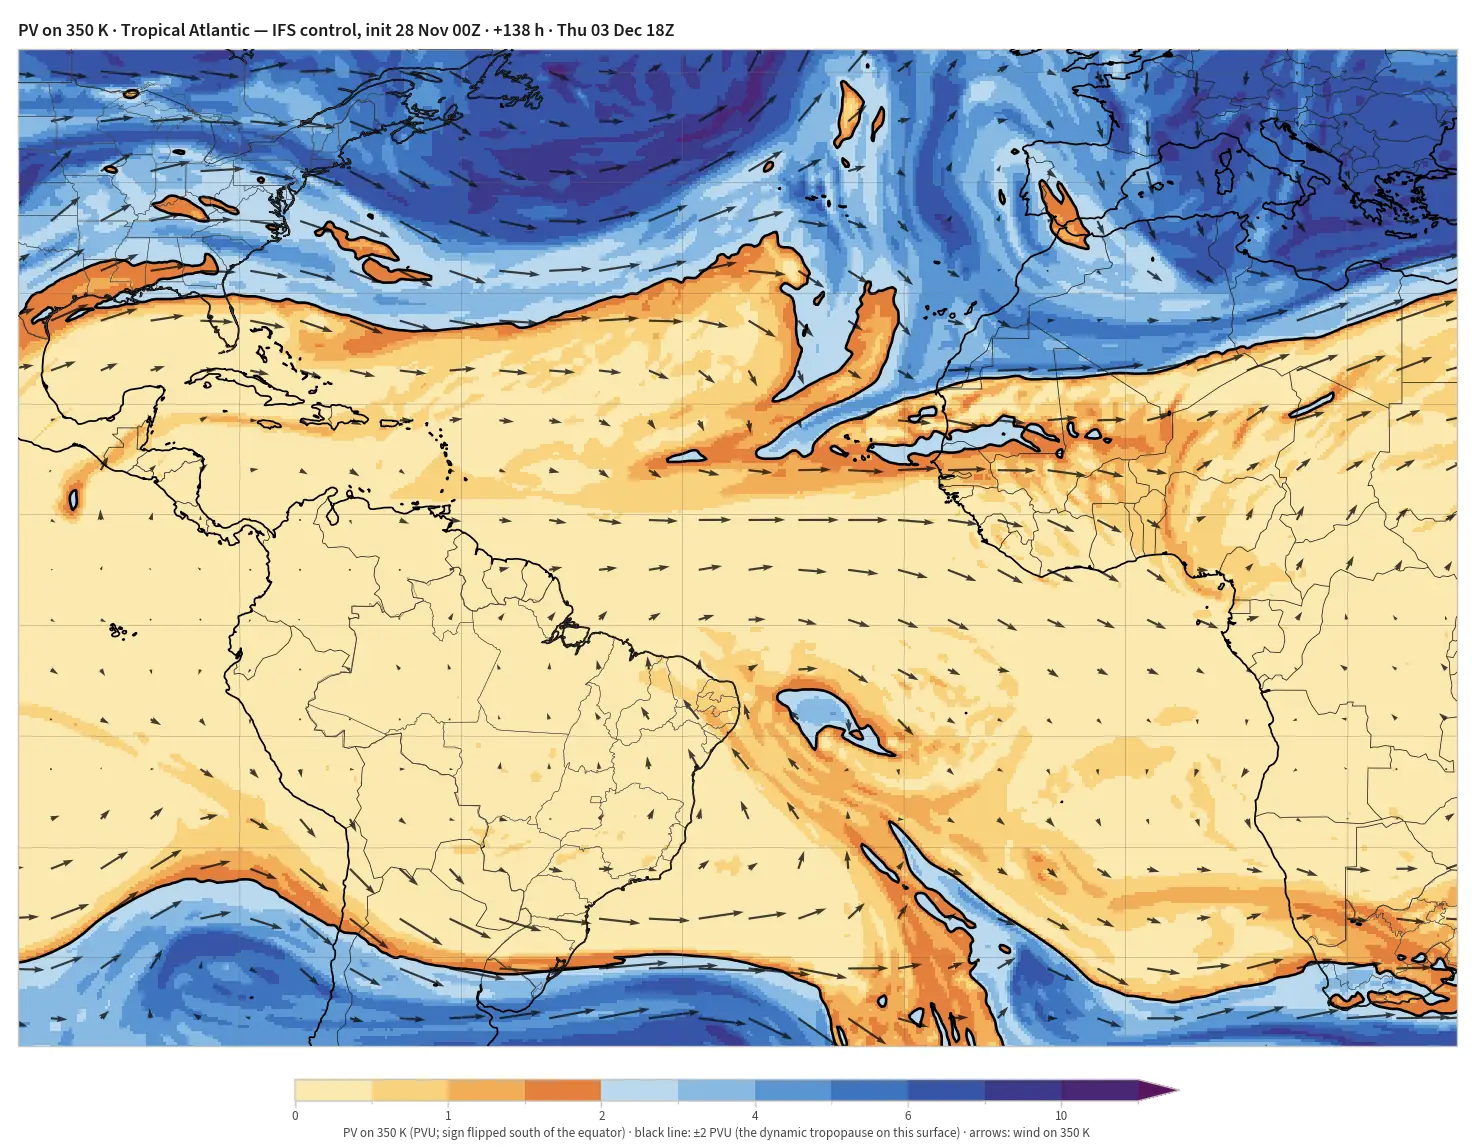 PV on 350 K · Tropical Atlantic — IFS control, init 28 Nov 00Z · +138 h · Thu 03 Dec 18Z
0 1 2 4 6 10
PV on 350 K (PVU; sign flipped south of the equator) · black line: ±2 PVU (the dynamic tropopause on this surface) · arrows: wind on 350 K